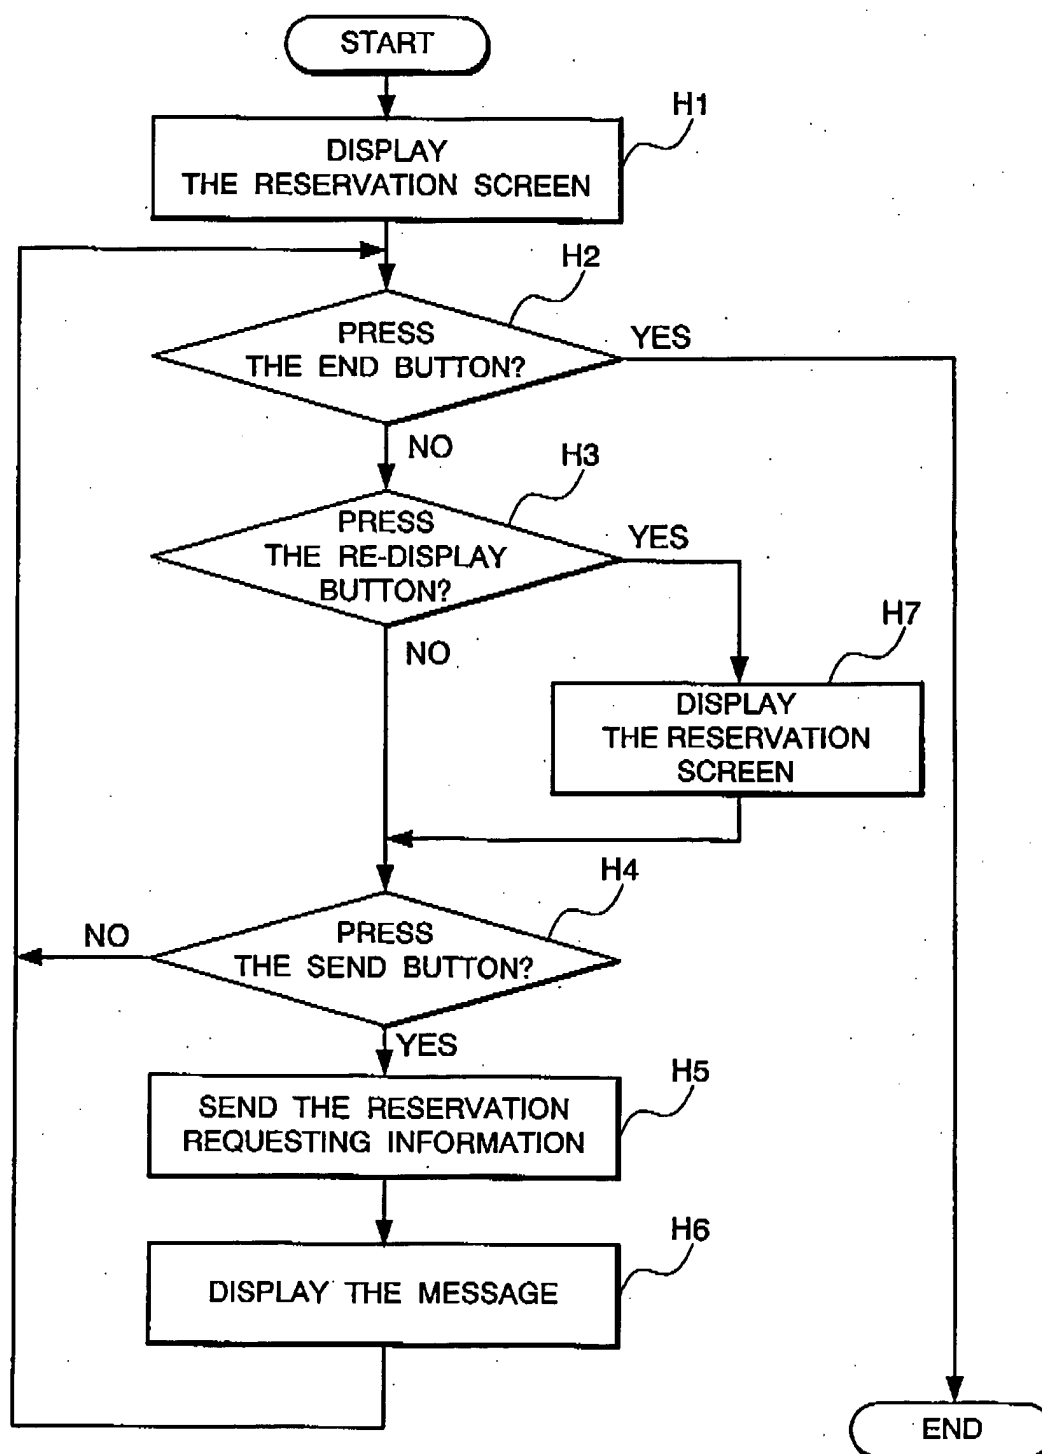 START
H1
DISPLAY
THE RESERVATION SCREEN
H2
PRESS
THE END BUTTON?
YES
NO
H3
PRESS
THE RE-DISPLAY
BUTTON?
YES
NO
H7
DISPLAY
THE RESERVATION
SCREEN
H4
PRESS
THE SEND BUTTON?
NO
YES
H5
SEND THE RESERVATION
REQUESTING INFORMATION
H6
DISPLAY THE MESSAGE
END